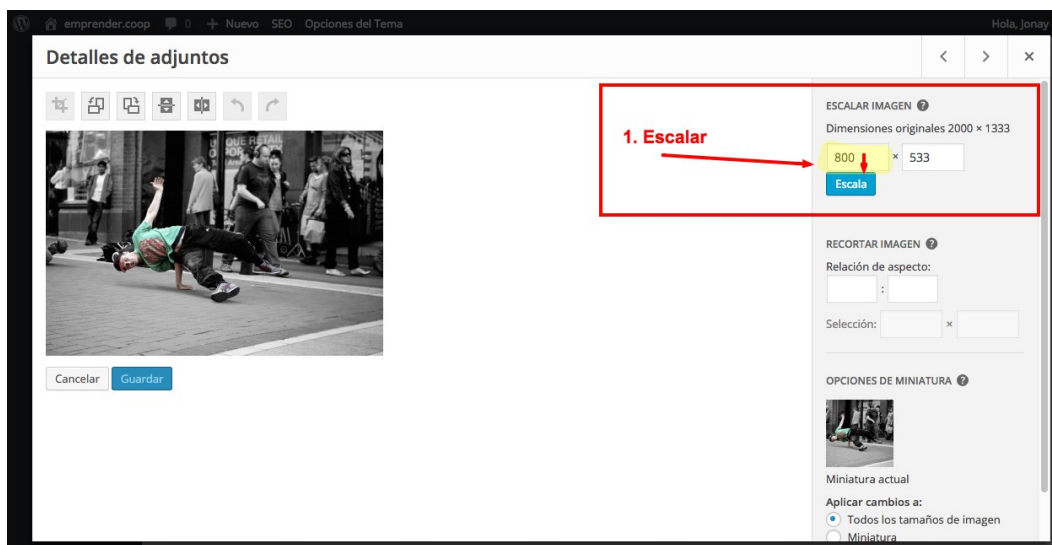 emprender.coop 0 + Nuevo SEO Opciones del Tema Hola, Jonay
Detalles de adjuntos
UE RETAIL
ESCALAR IMAGEN
Dimensiones originales 2000 × 1333
1. Escalar
800 × 533
Escala
RECORTAR IMAGEN
Relación de aspecto:
:
Selección: ×
Cancelar Guardar
OPCIONES DE MINIATURA
Miniatura actual
Aplicar cambios a:
Todos los tamaños de imagen
Miniatura